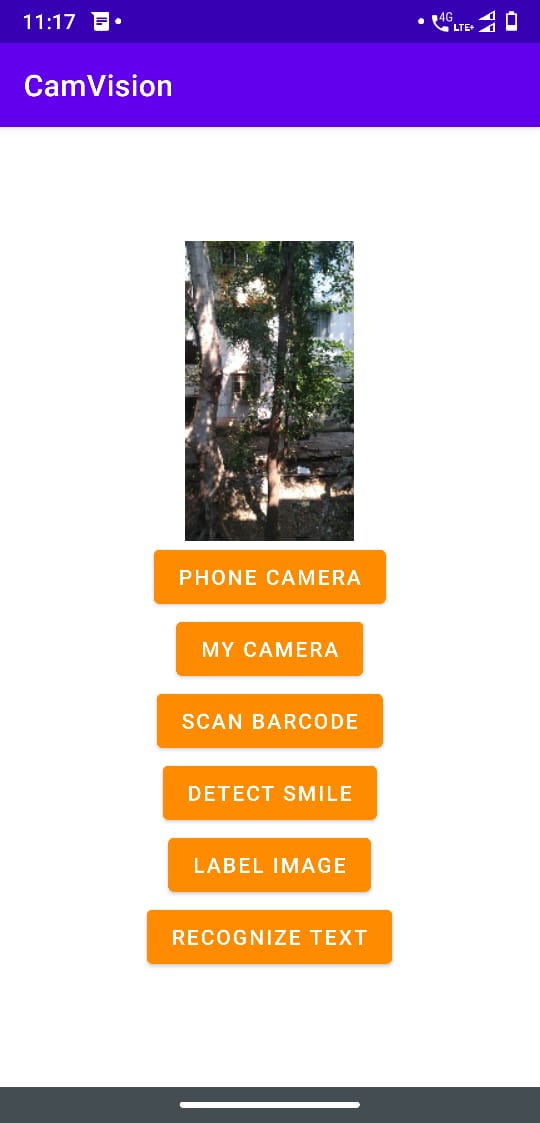 11:17
4G
LTE+
CamVision
PHONE CAMERA
MY CAMERA
SCAN BARCODE
DETECT SMILE
LABEL IMAGE
RECOGNIZE TEXT